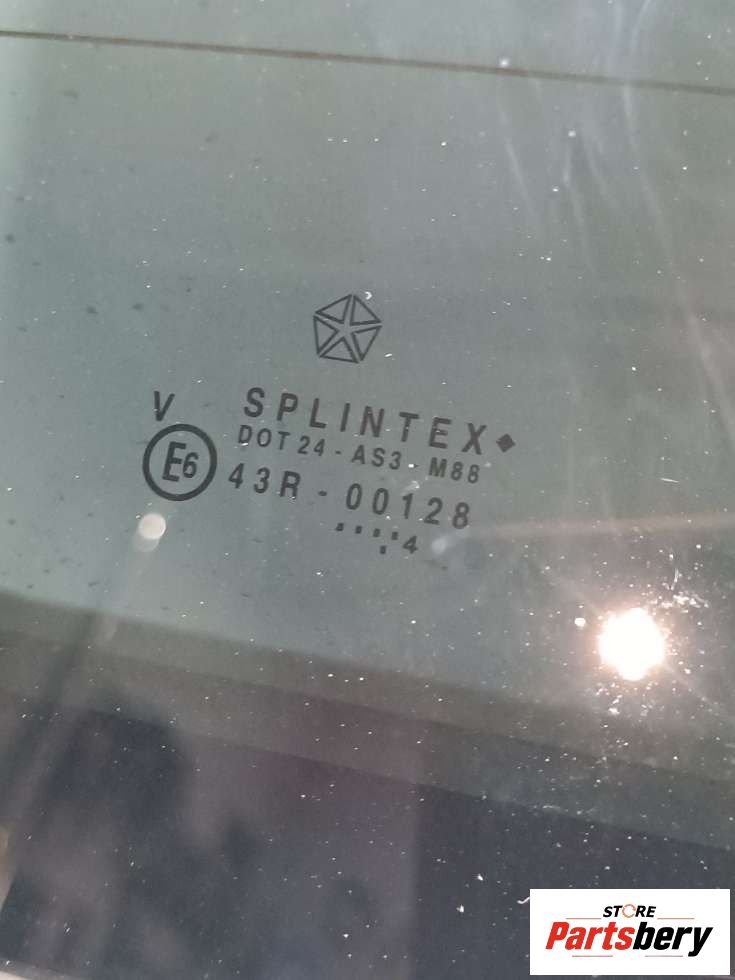 V
SPLINTEX
DOT 24 - AS3 - M88
E6
43R - 00128
4
STORE
Partsbery